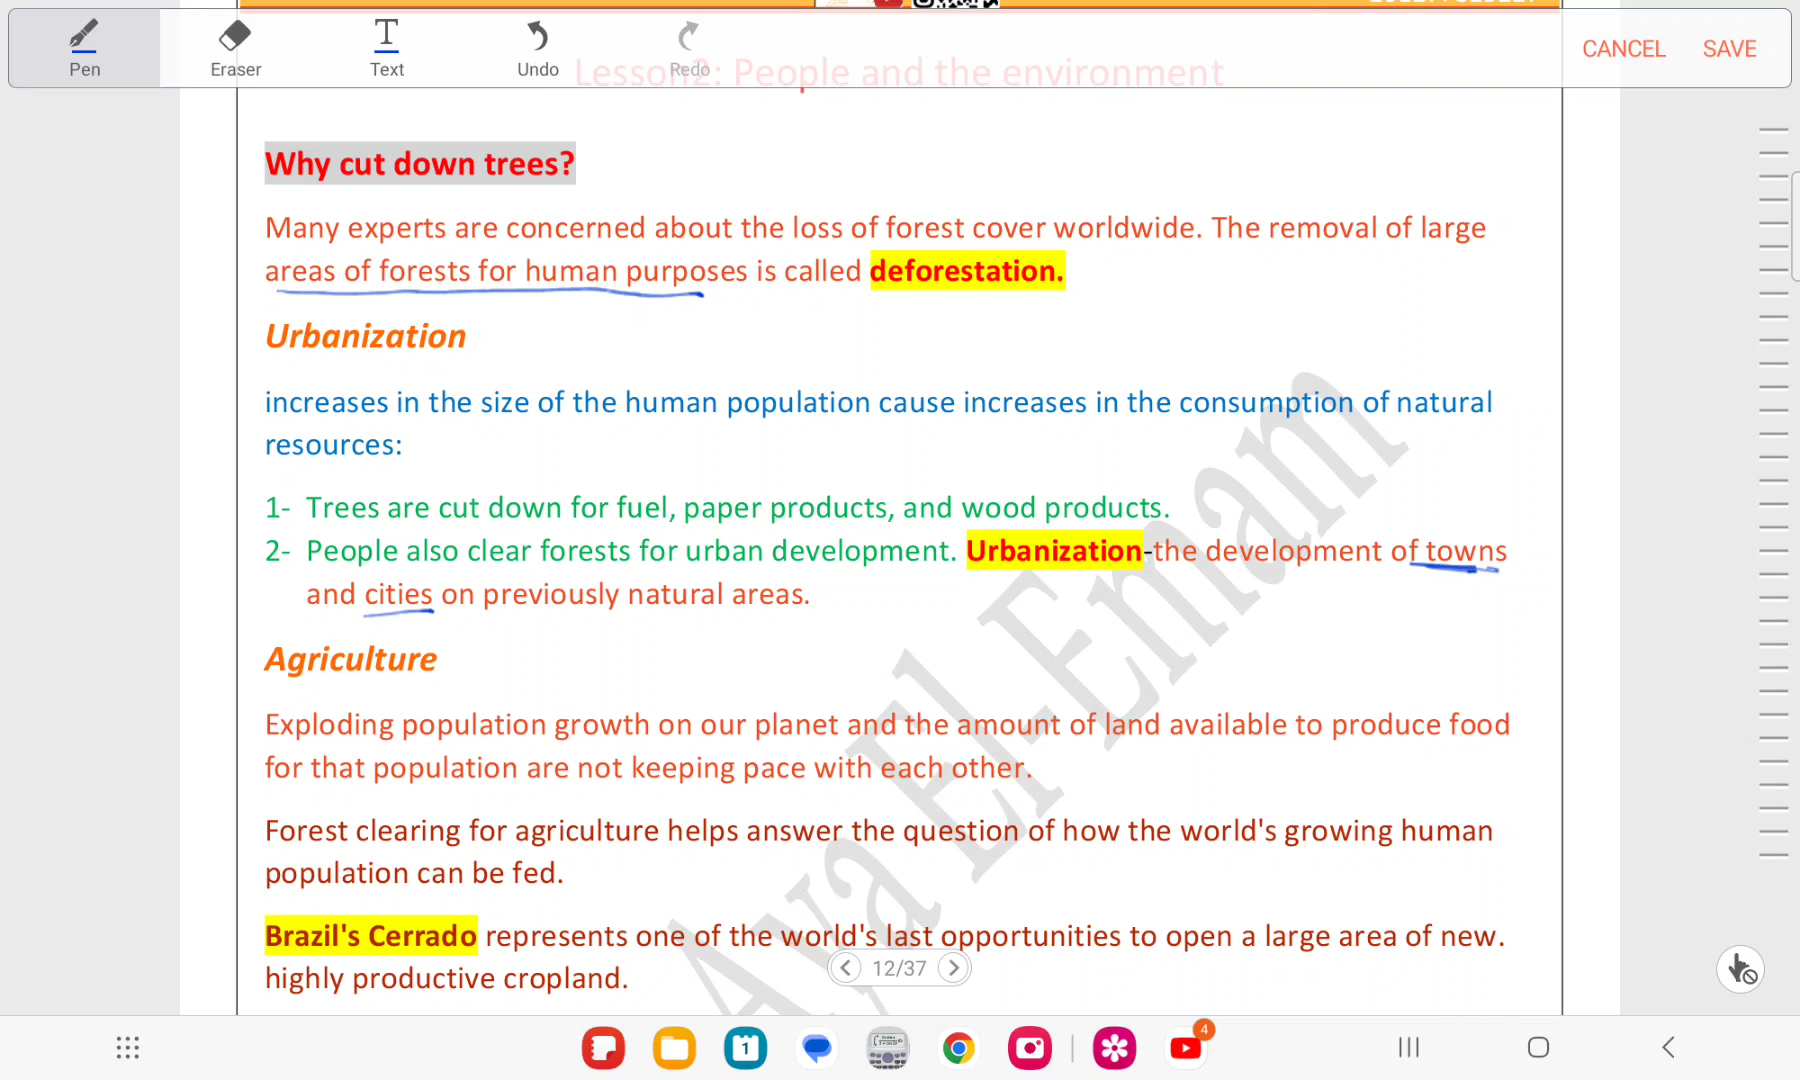 Pen
Eraser
Text
Undo
Redo
CANCEL
SAVE
Lesson2: People and the environment
Why cut down trees?
Many experts are concerned about the loss of forest cover worldwide. The removal of large
areas of forests for human purposes is called deforestation.
Urbanization
increases in the size of the human population cause increases in the consumption of natural
resources:
1- Trees are cut down for fuel, paper products, and wood products.
2- People also clear forests for urban development. Urbanization-the development of towns
and cities on previously natural areas.
Agriculture
Exploding population growth on our planet and the amount of land available to produce food
for that population are not keeping pace with each other.
Forest clearing for agriculture helps answer the question of how the world's growing human
population can be fed.
Brazil's Cerrado represents one of the world's last opportunities to open a large area of new.
highly productive cropland.
Aya El-Emam
12/37
1
4